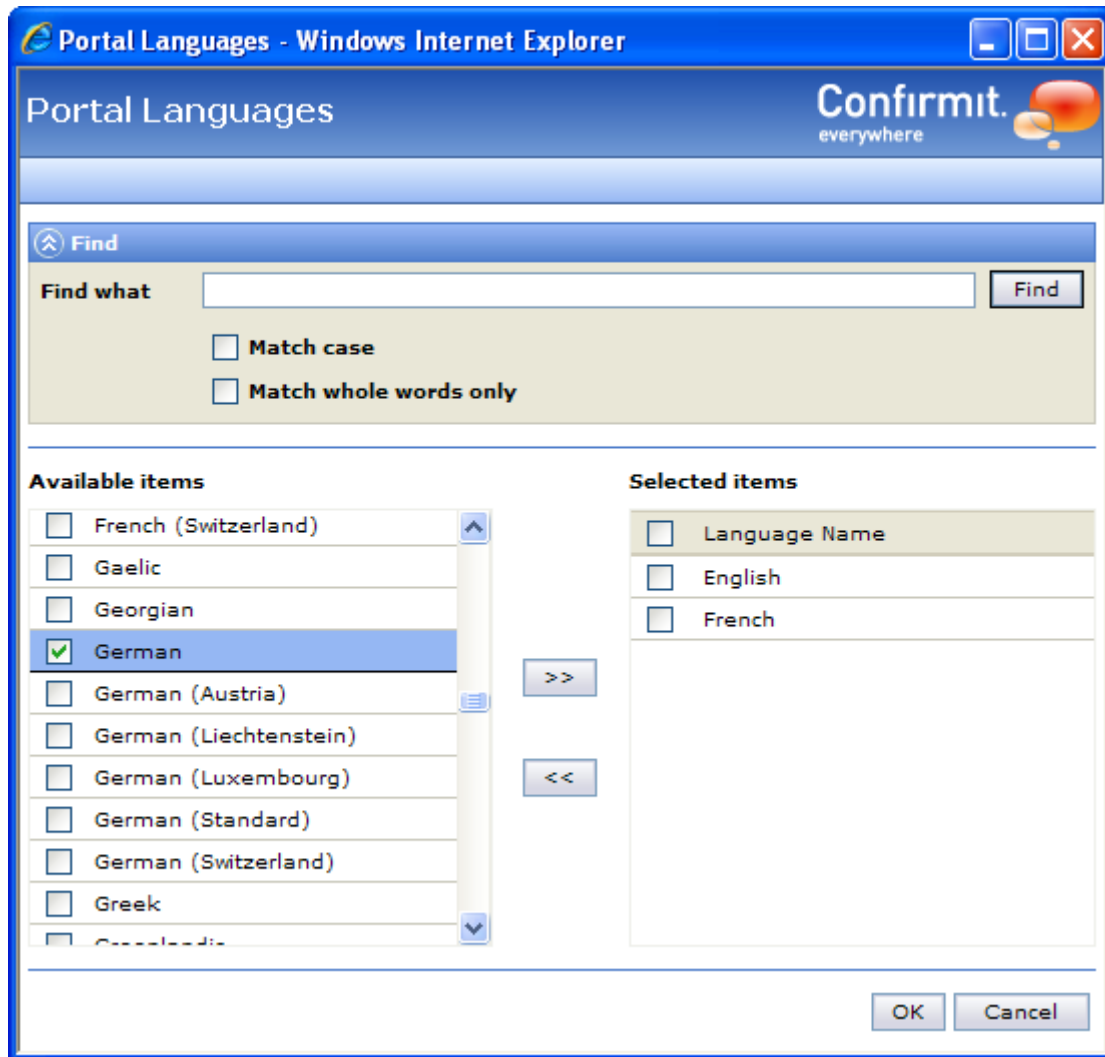 Portal Languages - Windows Internet Explorer
Portal Languages
Confirmit.
everywhere
Find
Find what
Find
Match case
Match whole words only
Available items
French (Switzerland)
Gaelic
Georgian
German
German (Austria)
German (Liechtenstein)
German (Luxembourg)
German (Standard)
German (Switzerland)
Greek
>>
<<
Selected items
Language Name
English
French
OK
Cancel